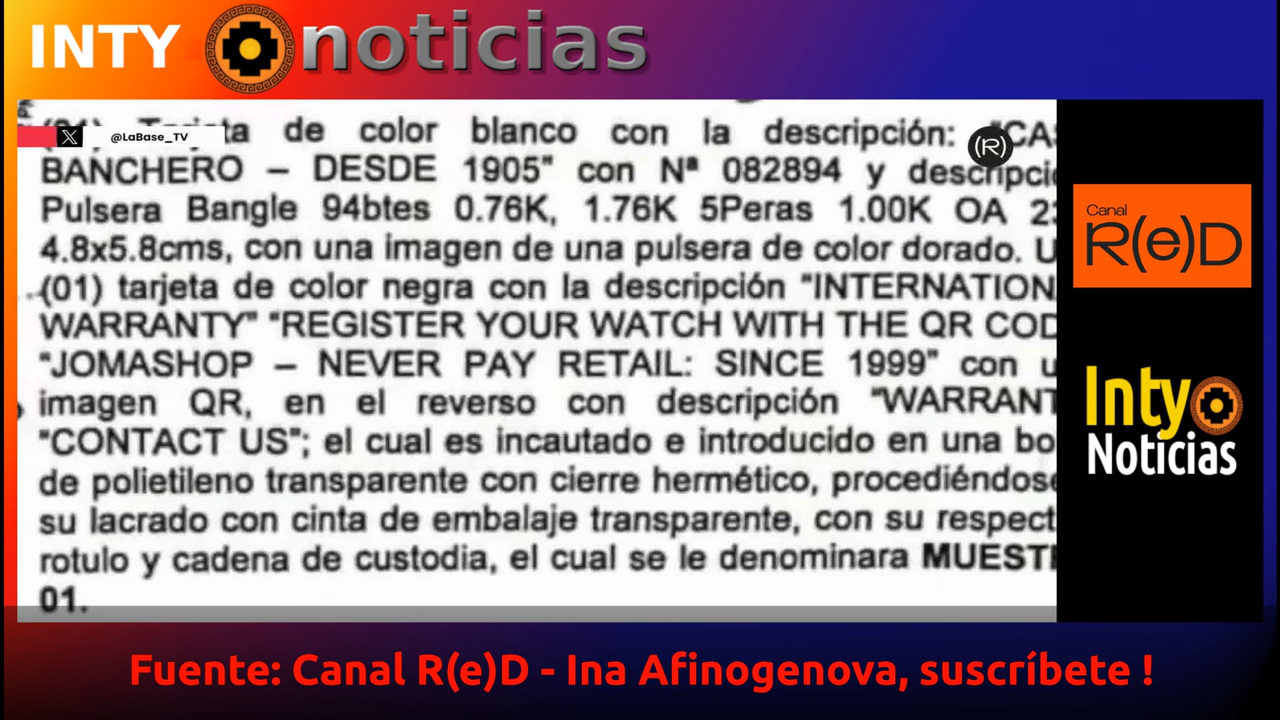 INTY noticias
@LaBase_TV
(R)
de color blanco con la descripción: "CAS
BANCHERO – DESDE 1905" con Nª 082894 y descripció
Pulsera Bangle 94btes 0.76K, 1.76K 5Peras 1.00K OA 23
4.8x5.8cms, con una imagen de una pulsera de color dorado. U
(01) tarjeta de color negra con la descripción "INTERNATION
WARRANTY" "REGISTER YOUR WATCH WITH THE QR COD
"JOMASHOP – NEVER PAY RETAIL: SINCE 1999" con u
imagen QR, en el reverso con descripción "WARRANT
"CONTACT US"; el cual es incautado e introducido en una bo
de polietileno transparente con cierre hermético, procediéndose
su lacrado con cinta de embalaje transparente, con su respect
rotulo y cadena de custodia, el cual se le denominara MUEST
01.
Canal
R(e)D
Inty
Noticias
Fuente: Canal R(e)D - Ina Afinogenova, suscríbete !